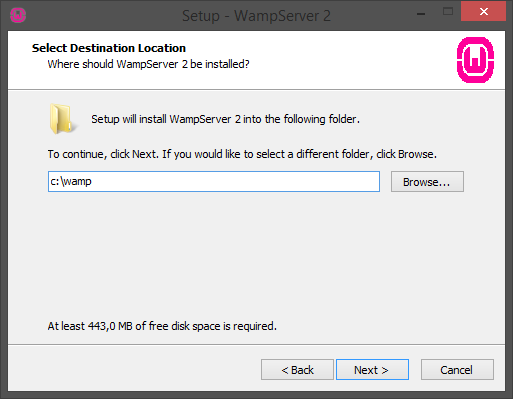 Setup - WampServer 2
Select Destination Location
Where should WampServer 2 be installed?
Setup will install WampServer 2 into the following folder.
To continue, click Next. If you would like to select a different folder, click Browse.
c:\wamp
Browse...
At least 443,0 MB of free disk space is required.
< Back
Next >
Cancel